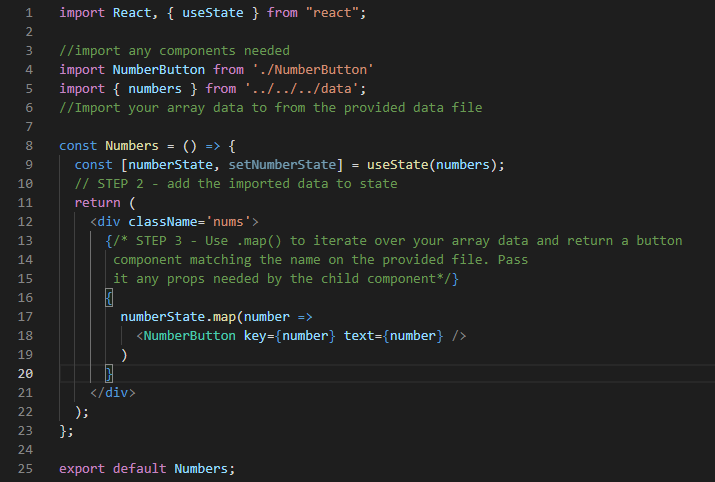 1 import React, { useState } from "react";
2
3 //import any components needed
4 import NumberButton from './NumberButton'
5 import { numbers } from '../../../data';
6 //Import your array data to from the provided data file
7
8 const Numbers = () => {
9   const [numberState, setNumberState] = useState(numbers);
10   // STEP 2 - add the imported data to state
11   return (
12     <div className='nums'>
13       {/* STEP 3 - Use .map() to iterate over your array data and return a button
14        component matching the name on the provided file. Pass
15        it any props needed by the child component*/}
16       {
17         numberState.map(number =>
18           <NumberButton key={number} text={number} />
19         )
20       }
21     </div>
22   );
23 };
24
25 export default Numbers;